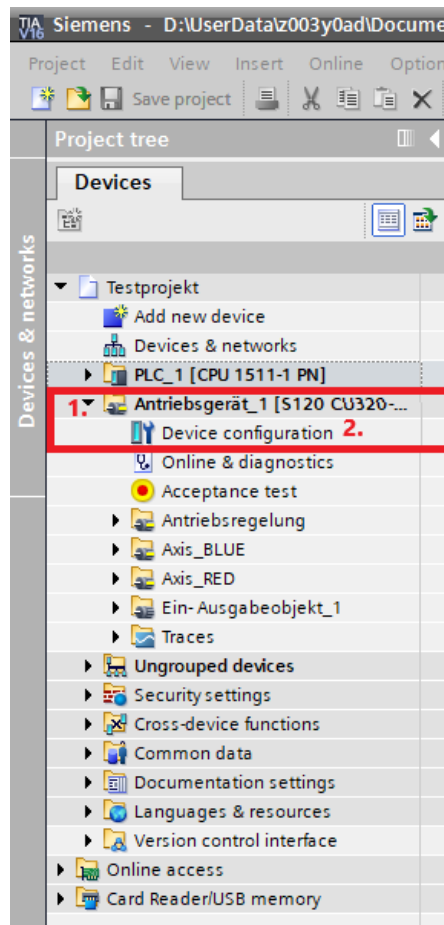 TIA V16 Siemens - D:\UserData\z003y0ad\Docume
Project Edit View Insert Online Option
Save project
Project tree
Devices
Devices & networks
Testprojekt
Add new device
Devices & networks
PLC_1 [CPU 1511-1 PN]
1. Antriebsgerät_1 [S120 CU320-...
Device configuration 2.
Online & diagnostics
Acceptance test
Antriebsregelung
Axis_BLUE
Axis_RED
Ein-Ausgabeobjekt_1
Traces
Ungrouped devices
Security settings
Cross-device functions
Common data
Documentation settings
Languages & resources
Version control interface
Online access
Card Reader/USB memory